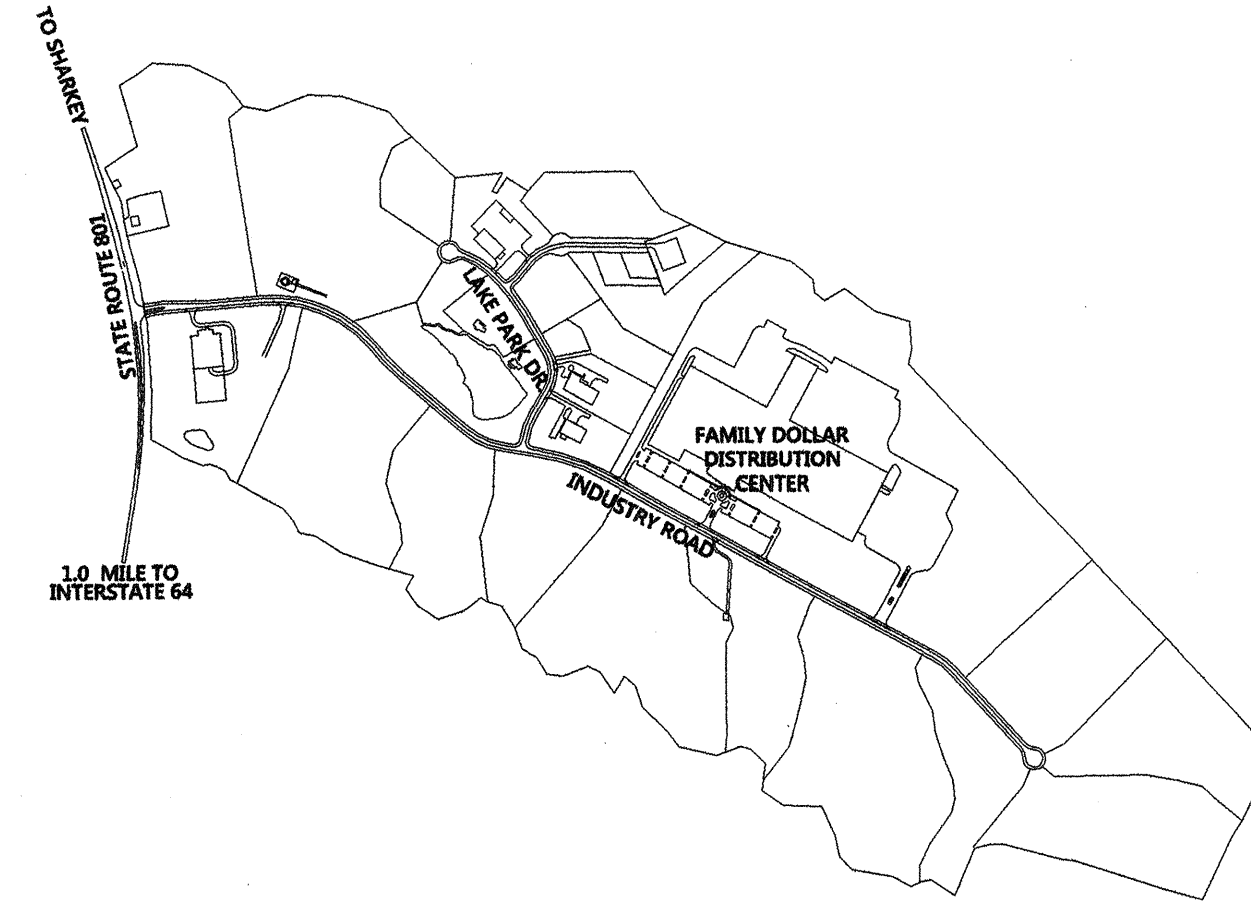 TO SHARKEY
STATE ROUTE 801
LAKE PARK DR.
FAMILY DOLLAR
DISTRIBUTION
CENTER
INDUSTRY ROAD
1.0 MILE TO
INTERSTATE 64